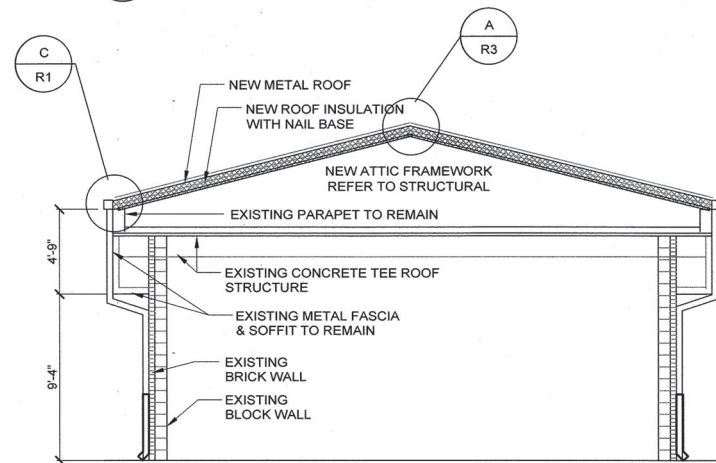 A
R3
C
R1
NEW METAL ROOF
NEW ROOF INSULATION
WITH NAIL BASE
NEW ATTIC FRAMEWORK
REFER TO STRUCTURAL
EXISTING PARAPET TO REMAIN
4'-9"
EXISTING CONCRETE TEE ROOF
STRUCTURE
EXISTING METAL FASCIA
& SOFFIT TO REMAIN
9'-4"
EXISTING
BRICK WALL
EXISTING
BLOCK WALL